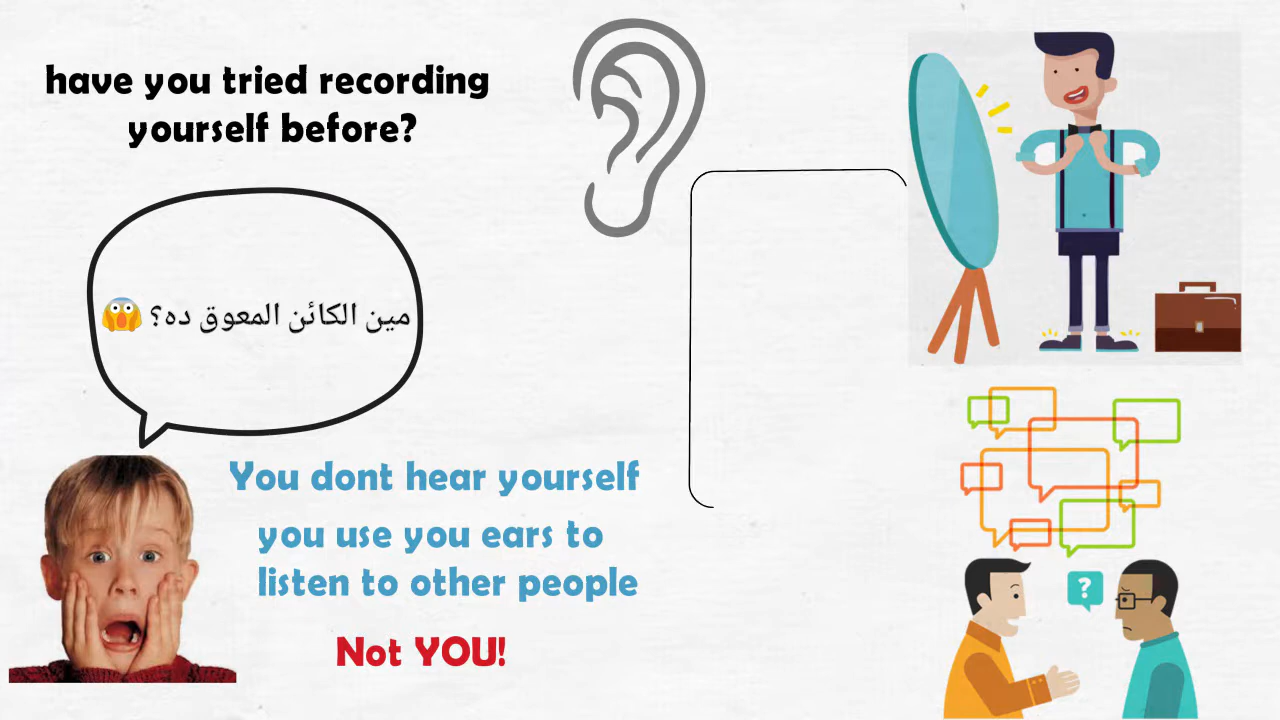 have you tried recording
yourself before?
مين الكائن المعوق ده؟ 😱
You dont hear yourself
you use you ears to
listen to other people
Not YOU!
?